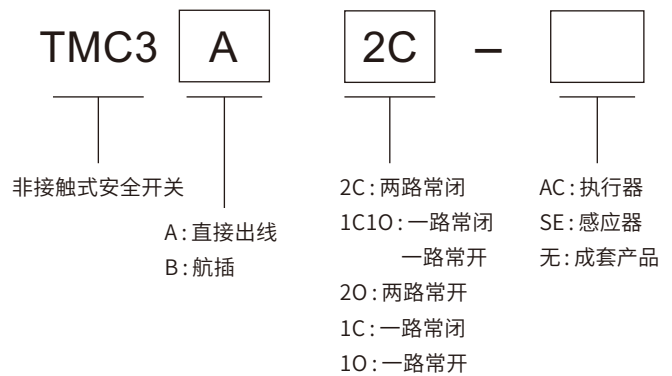 TMC3 A 2C –
非接触式安全开关
A:直接出线
B:航插
2C:两路常闭
1C1O:一路常闭
一路常开
2O:两路常开
1C:一路常闭
1O:一路常开
AC:执行器
SE:感应器
无:成套产品